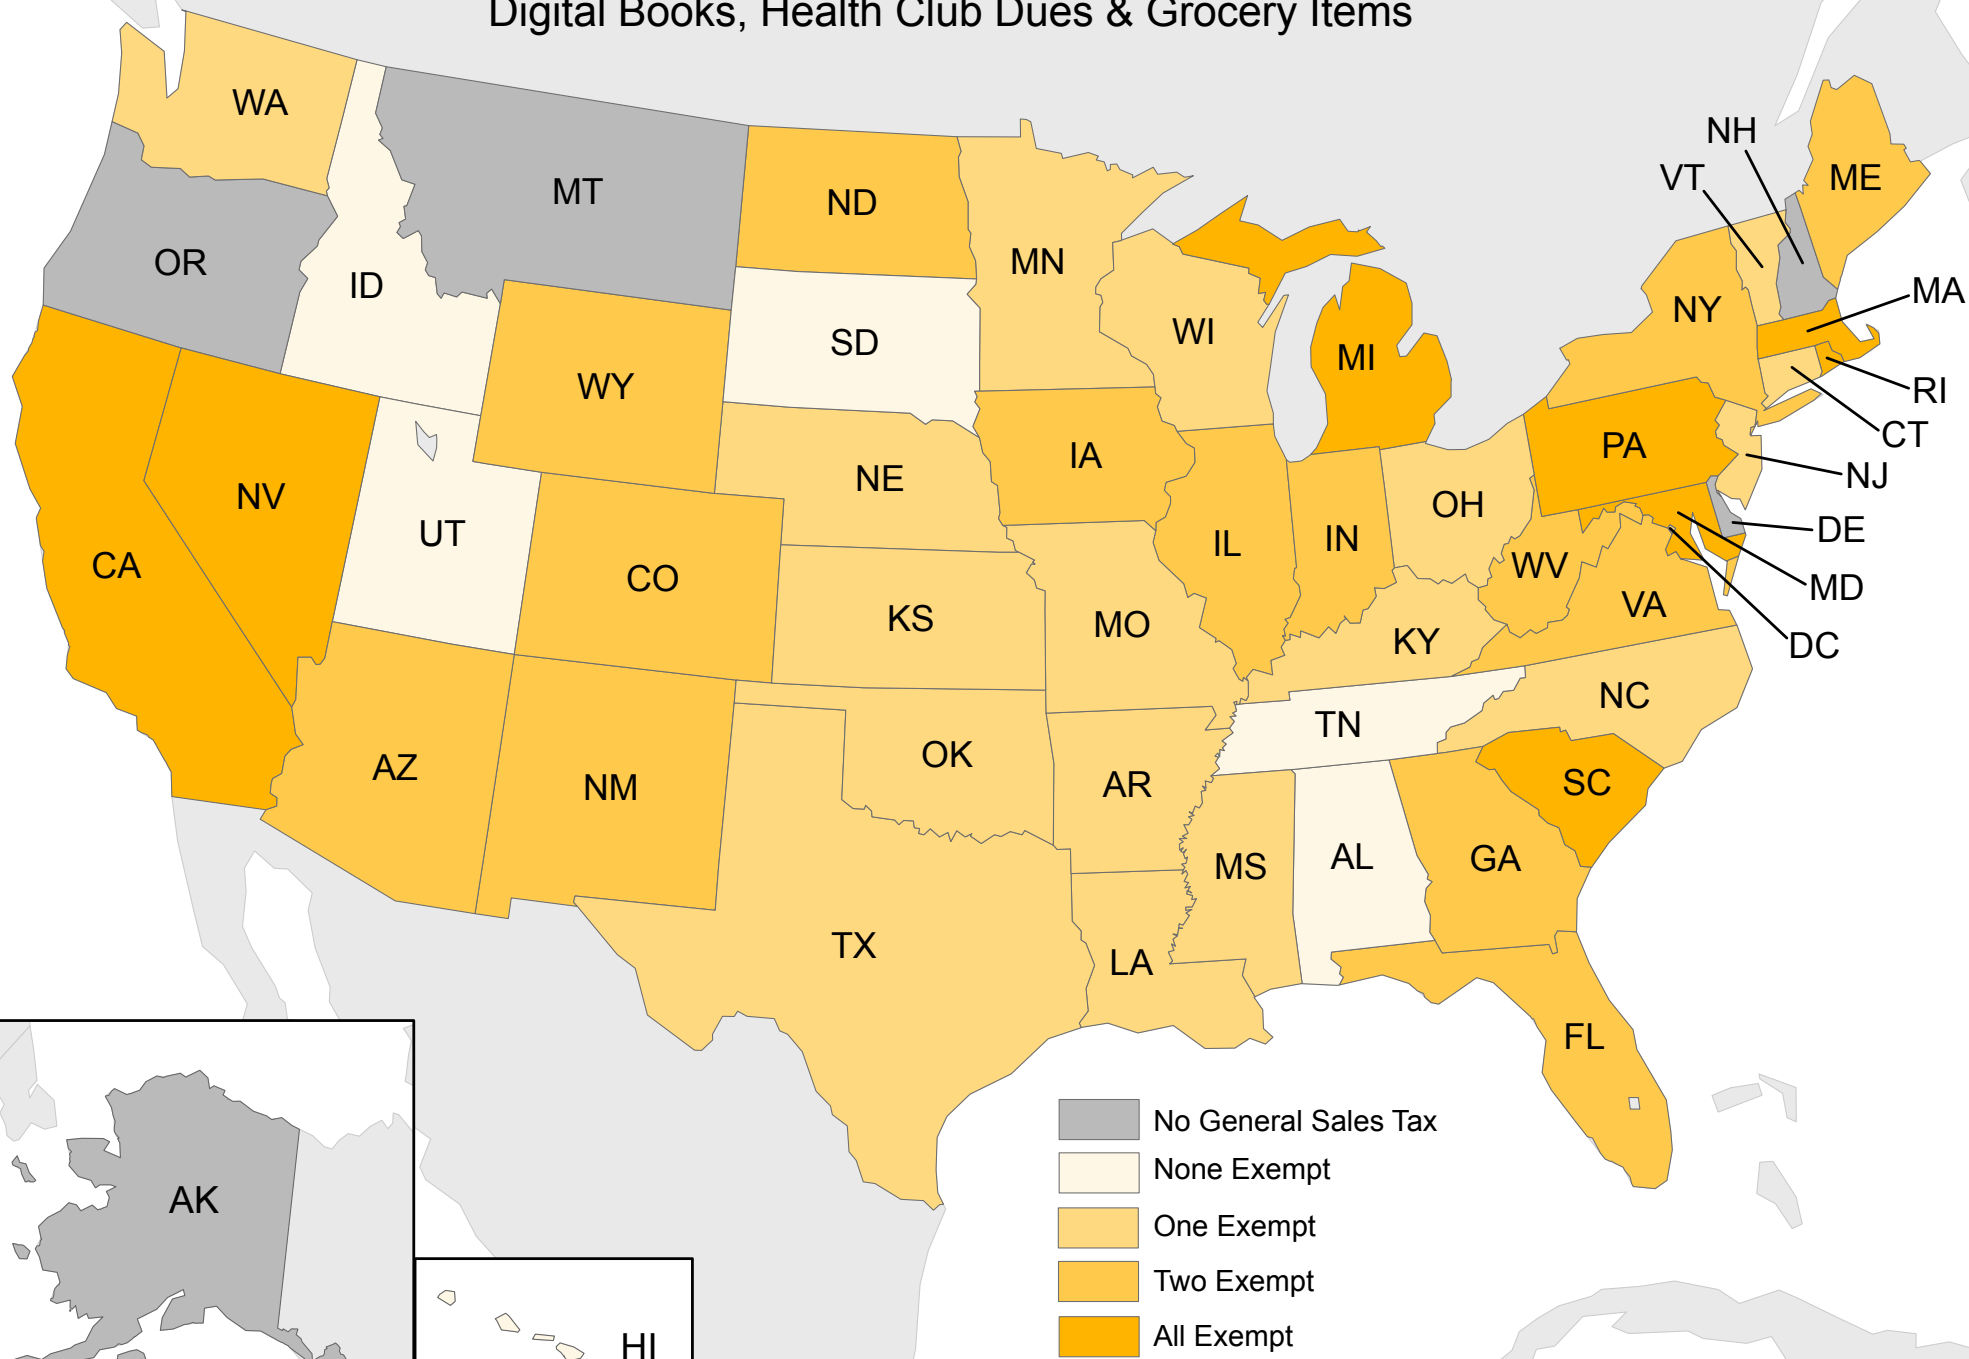 Digital Books, Health Club Dues & Grocery Items
WA
MT
ND
MN
OR
ID
SD
WI
MI
NH
VT
ME
NY
MA
RI
CT
NJ
PA
DE
MD
DC
WY
NE
IA
NV
UT
CO
CA
KS
MO
IL
IN
OH
WV
VA
KY
NC
TN
SC
AZ
NM
OK
AR
MS
AL
GA
TX
LA
FL
AK
HI
No General Sales Tax
None Exempt
One Exempt
Two Exempt
All Exempt